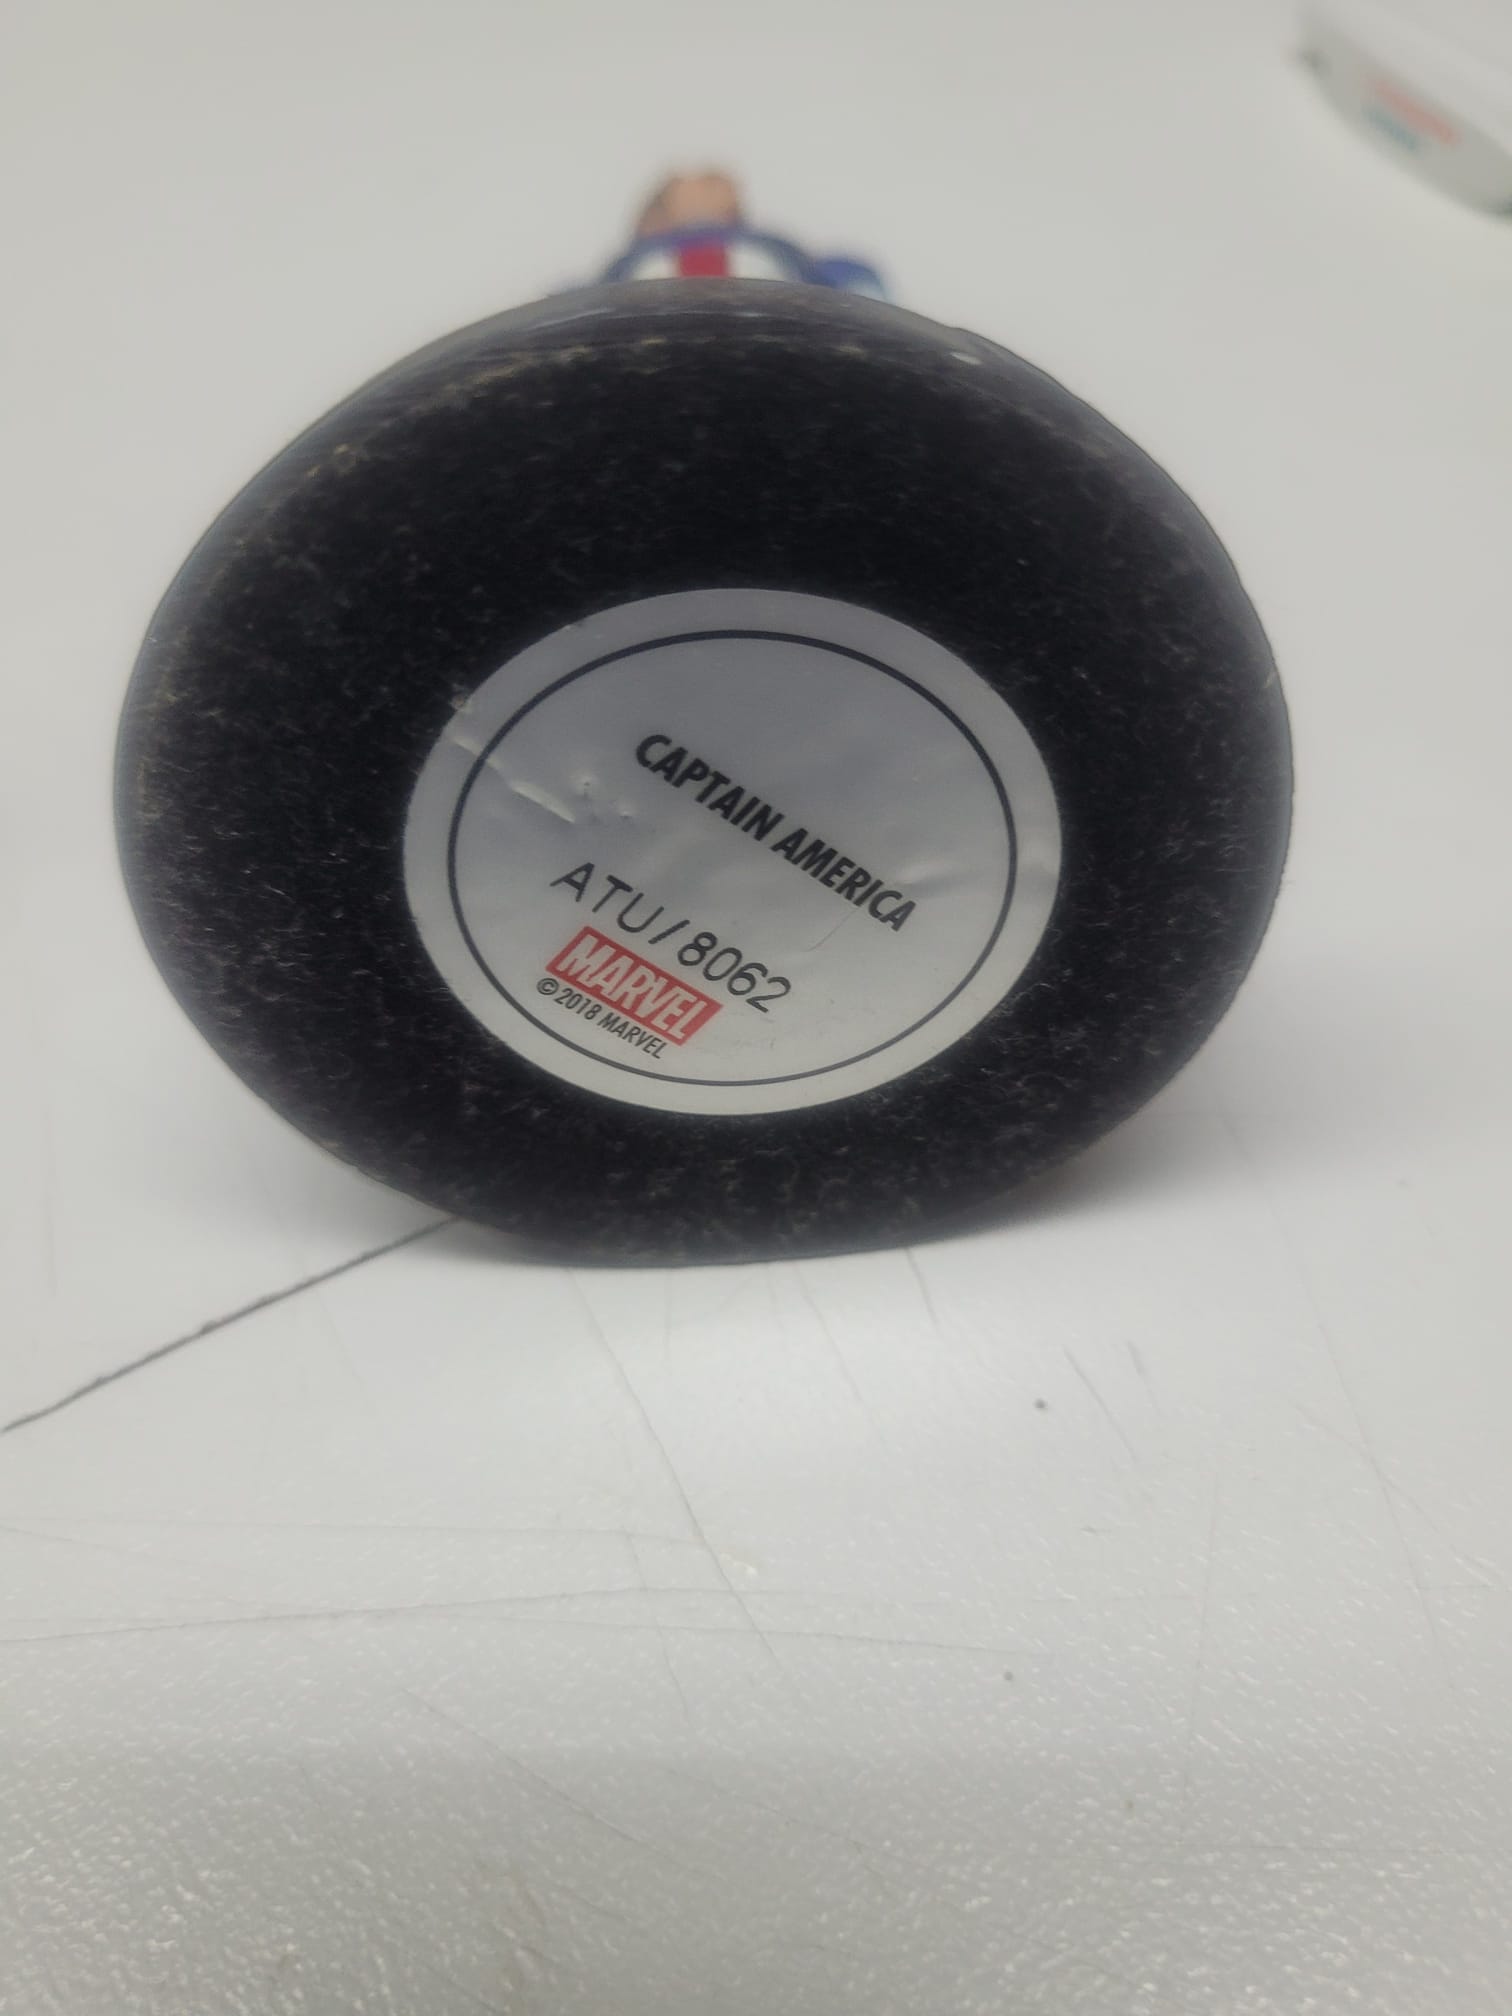 CAPTAIN AMERICA
ATU/8062
MARVEL
©2018 MARVEL